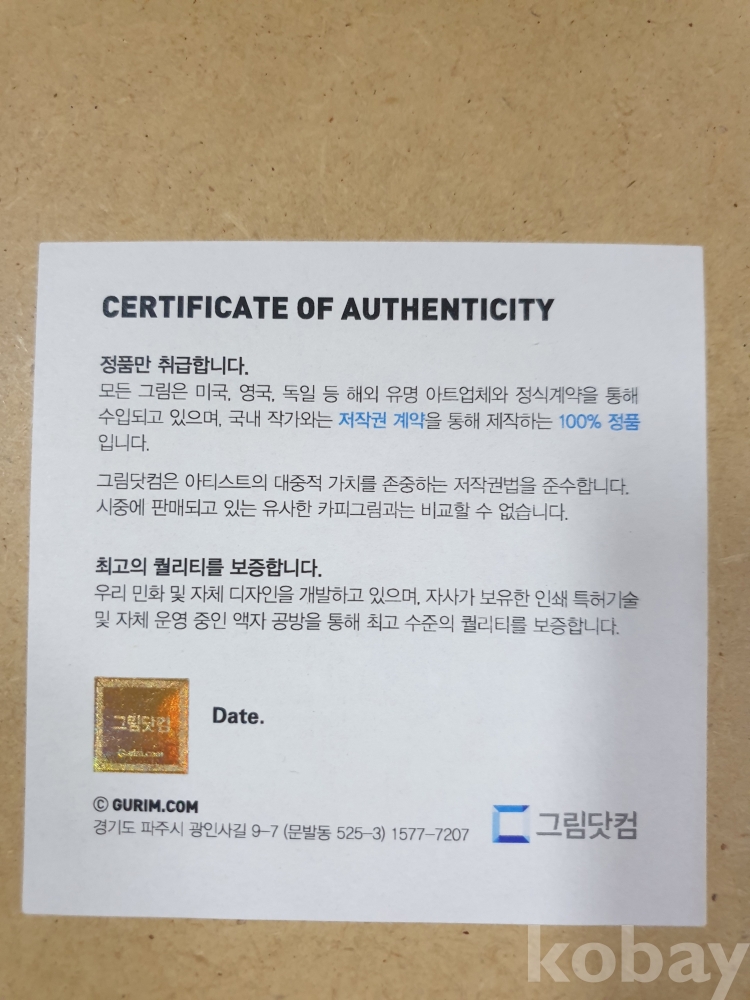 CERTIFICATE OF AUTHENTICITY
정품만 취급합니다.
모든 그림은 미국, 영국, 독일 등 해외 유명 아트업체와 정식계약을 통해
수입되고 있으며, 국내 작가와는 저작권 계약을 통해 제작하는 100% 정품
입니다.
그림닷컴은 아티스트의 대중적 가치를 존중하는 저작권법을 준수합니다.
시중에 판매되고 있는 유사한 카피그림과는 비교할 수 없습니다.
최고의 퀄리티를 보증합니다.
우리 민화 및 자체 디자인을 개발하고 있으며, 자사가 보유한 인쇄 특허기술
및 자체 운영 중인 액자 공방을 통해 최고 수준의 퀄리티를 보증합니다.
그림닷컴
Gurim.com
Date.
© GURIM.COM
경기도 파주시 광인사길 9-7 (문발동 525-3) 1577-7207
그림닷컴
kobay